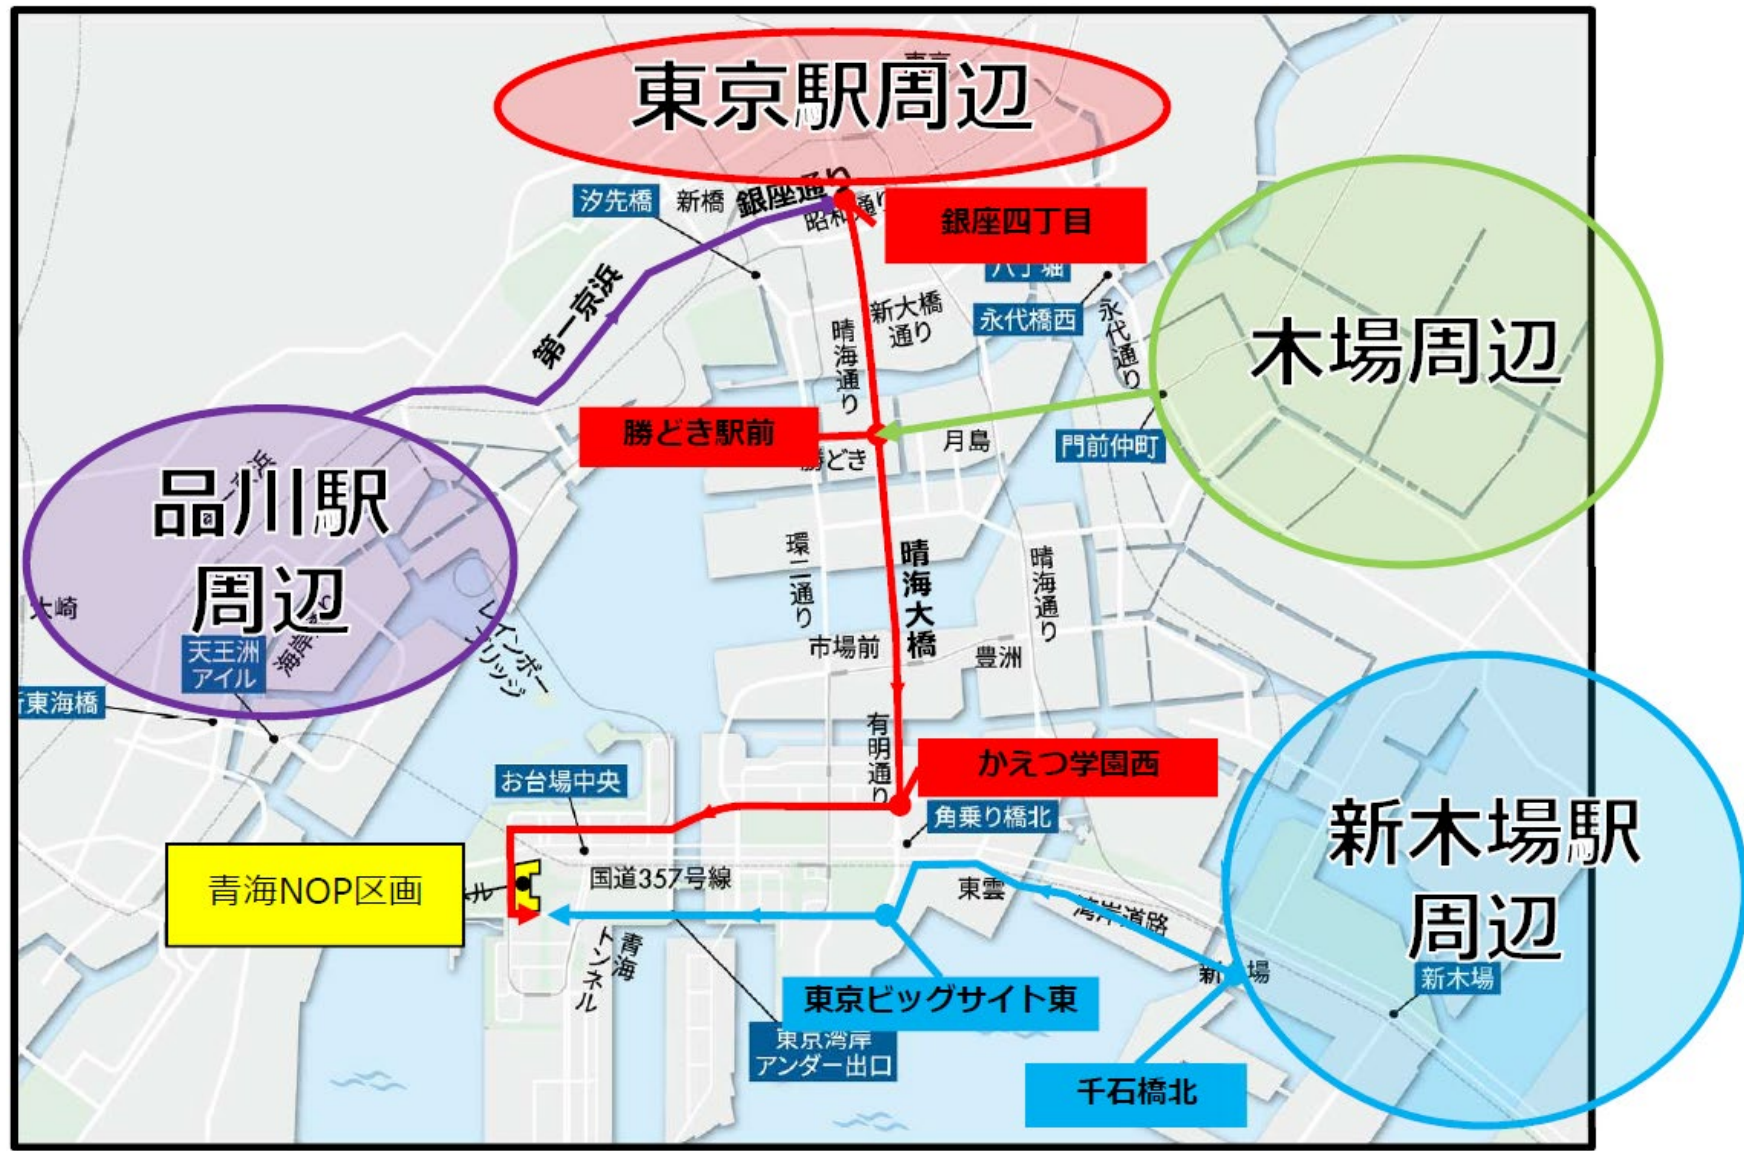 東京
東京駅周辺
汐先橋
新橋
銀座通り
昭和通り
銀座四丁目
八丁堀
永代橋西
永代通り
第一京浜
新大橋
通り
晴海通り
木場周辺
勝どき駅前
勝どき
月島
門前仲町
品川駅
周辺
大崎
天王洲
アイル
レインボー
ブリッジ
環二通り
晴海大橋
晴海通り
市場前
豊洲
東海橋
有明通り
かえつ学園西
お台場中央
角乗り橋北
新木場駅
周辺
青海NOP区画
国道357号線
東雲
湾岸道路
青海
トンネル
新木場
新木場
東京ビッグサイト東
東京湾岸
アンダー出口
千石橋北